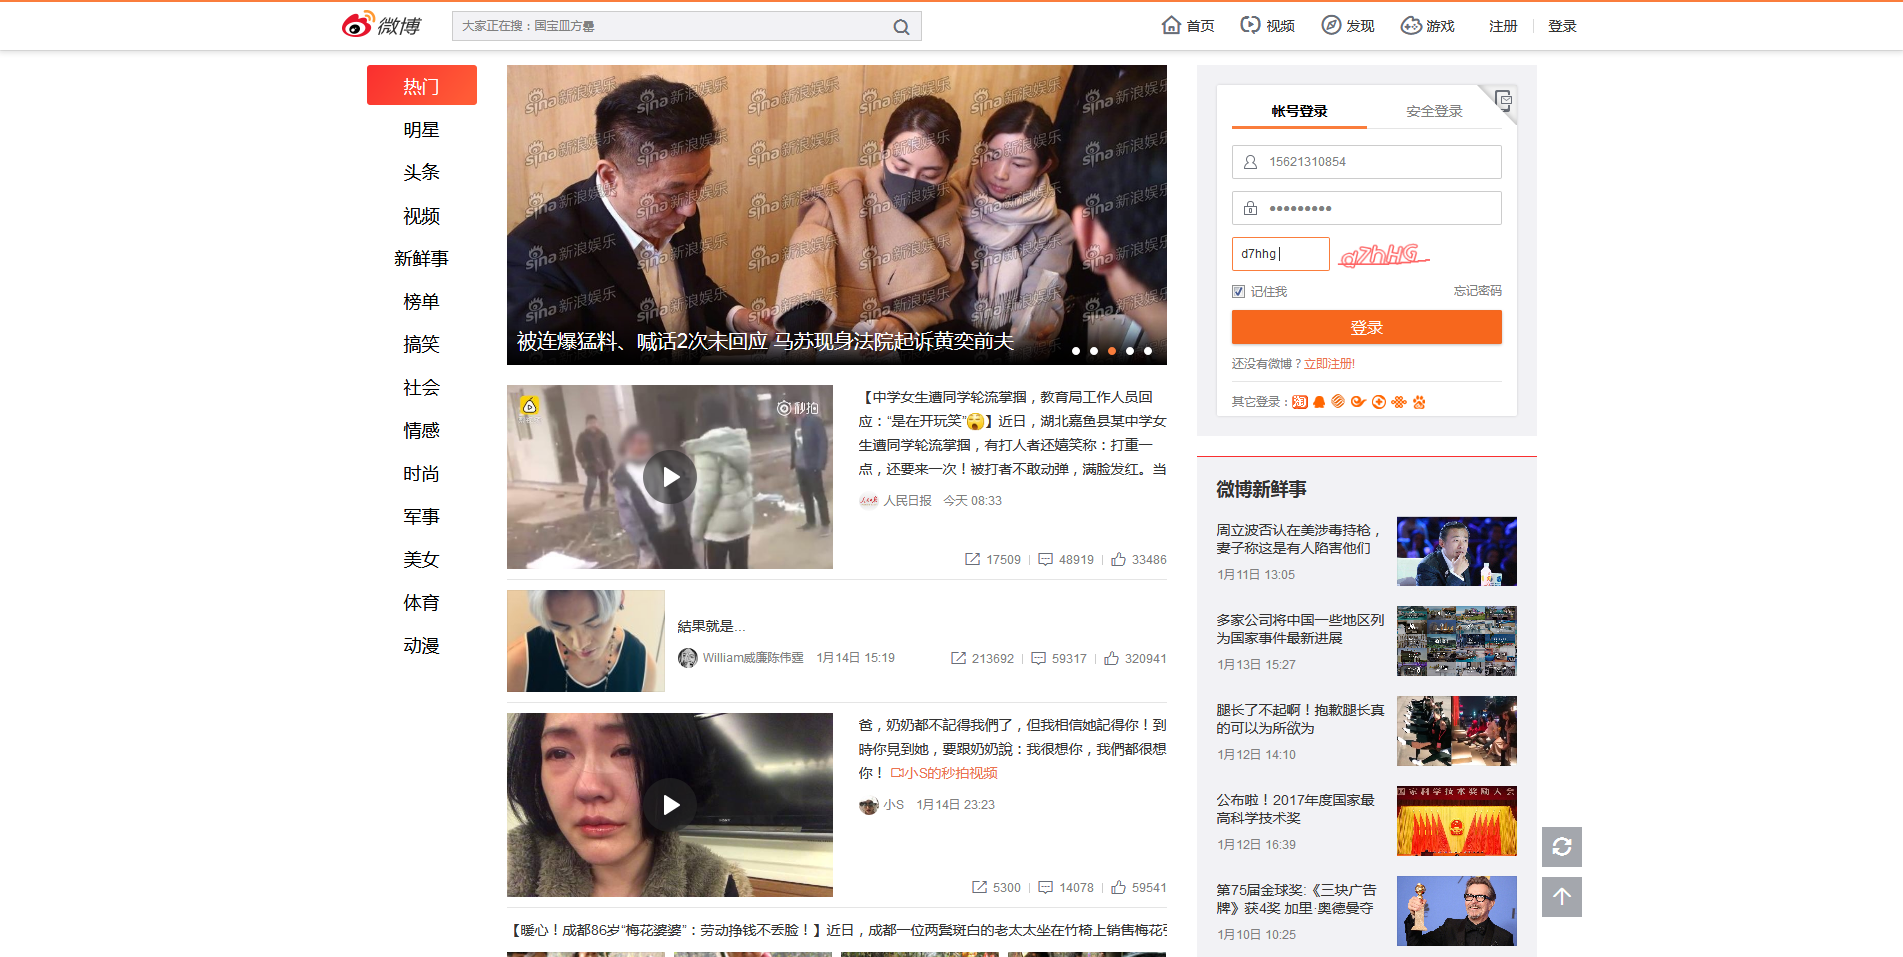 微博
大家正在搜：国宝皿方罍
首页
视频
发现
游戏
注册
登录
热门
明星
头条
视频
新鲜事
榜单
搞笑
社会
情感
时尚
军事
美女
体育
动漫
sina新浪娱乐
被连爆猛料、喊话2次未回应 马苏现身法院起诉黄奕前夫
秒拍
【中学女生遭同学轮流掌掴，教育局工作人员回
应：“是在开玩笑”】近日，湖北嘉鱼县某中学女
生遭同学轮流掌掴，有打人者还嬉笑称：打重一
点，还要来一次！被打者不敢动弹，满脸发红。当
人民日报 今天 08:33
17509 48919 33486
結果就是...
William威廉陈伟霆 1月14日 15:19
213692 59317 320941
爸，奶奶都不記得我們了，但我相信她記得你！到
時你見到她，要跟奶奶說：我很想你，我們都很想
你！ 小S的秒拍视频
小S 1月14日 23:23
5300 14078 59541
【暖心！成都86岁“梅花婆婆”：劳动挣钱不丢脸！】近日，成都一位两鬓斑白的老太太坐在竹椅上销售梅花
帐号登录
安全登录
15621310854
d7hhg
记住我
忘记密码
登录
还没有微博？立即注册!
其它登录：
淘
微博新鲜事
周立波否认在美涉毒持枪，
妻子称这是有人陷害他们
1月11日 13:05
多家公司将中国一些地区列
为国家事件最新进展
1月13日 15:27
腿长了不起啊！抱歉腿长真
的可以为所欲为
1月12日 14:10
公布啦！2017年度国家最
高科学技术奖
1月12日 16:39
国家科学技术奖励大会
第75届金球奖:《三块广告
牌》获4奖 加里·奥德曼夺
1月10日 10:25